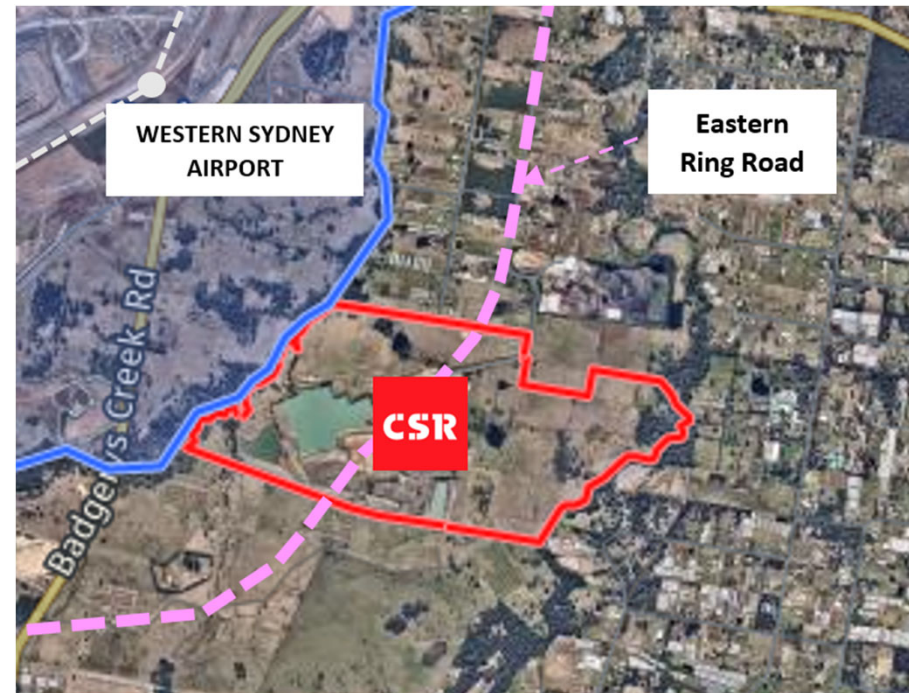 WESTERN SYDNEY
AIRPORT
Eastern
Ring Road
Badgerys Creek Rd
CSR